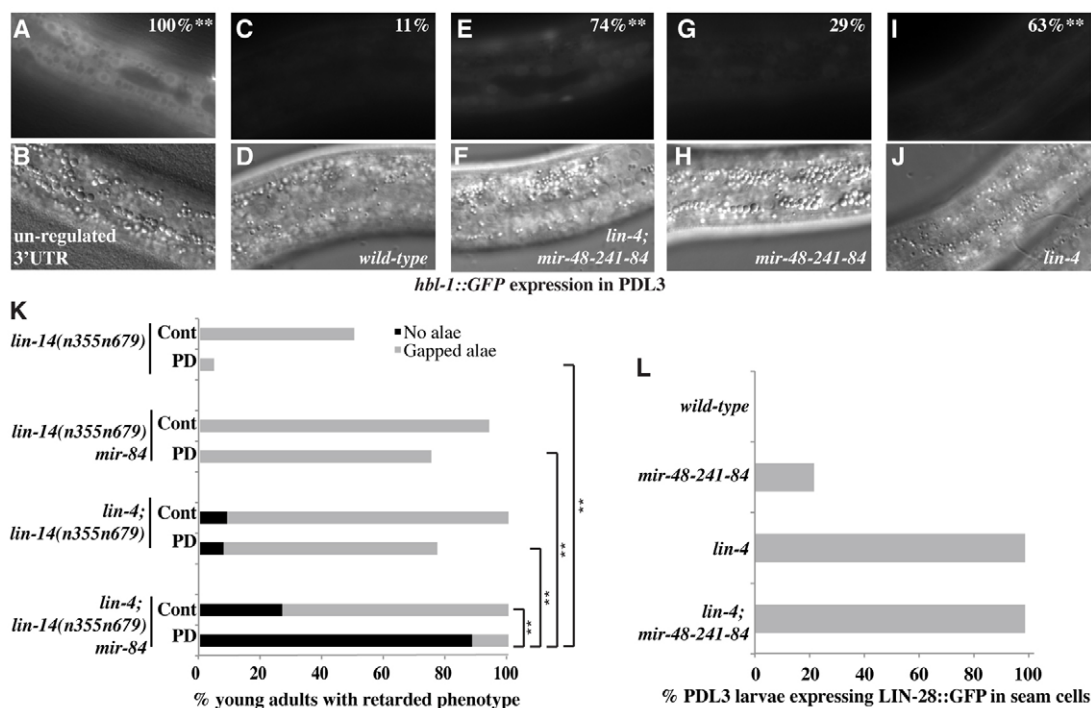 A 100%**
C 11%
E 74%**
G 29%
I 63%**
B un-regulated
3'UTR
D wild-type
F lin-4;
mir-48-241-84
H mir-48-241-84
J lin-4
hbl-1::GFP expression in PDL3
K
No alae
Gapped alae
lin-14(n355n679) Cont
PD
lin-14(n355n679) Cont
mir-84 PD
lin-4; Cont
lin-14(n355n679) PD
lin-4; Cont
lin-14(n355n679)
mir-84 PD
**
**
**
**
0 20 40 60 80 100
% young adults with retarded phenotype
L
wild-type
mir-48-241-84
lin-4
lin-4;
mir-48-241-84
0 20 40 60 80 100
% PDL3 larvae expressing LIN-28::GFP in seam cells